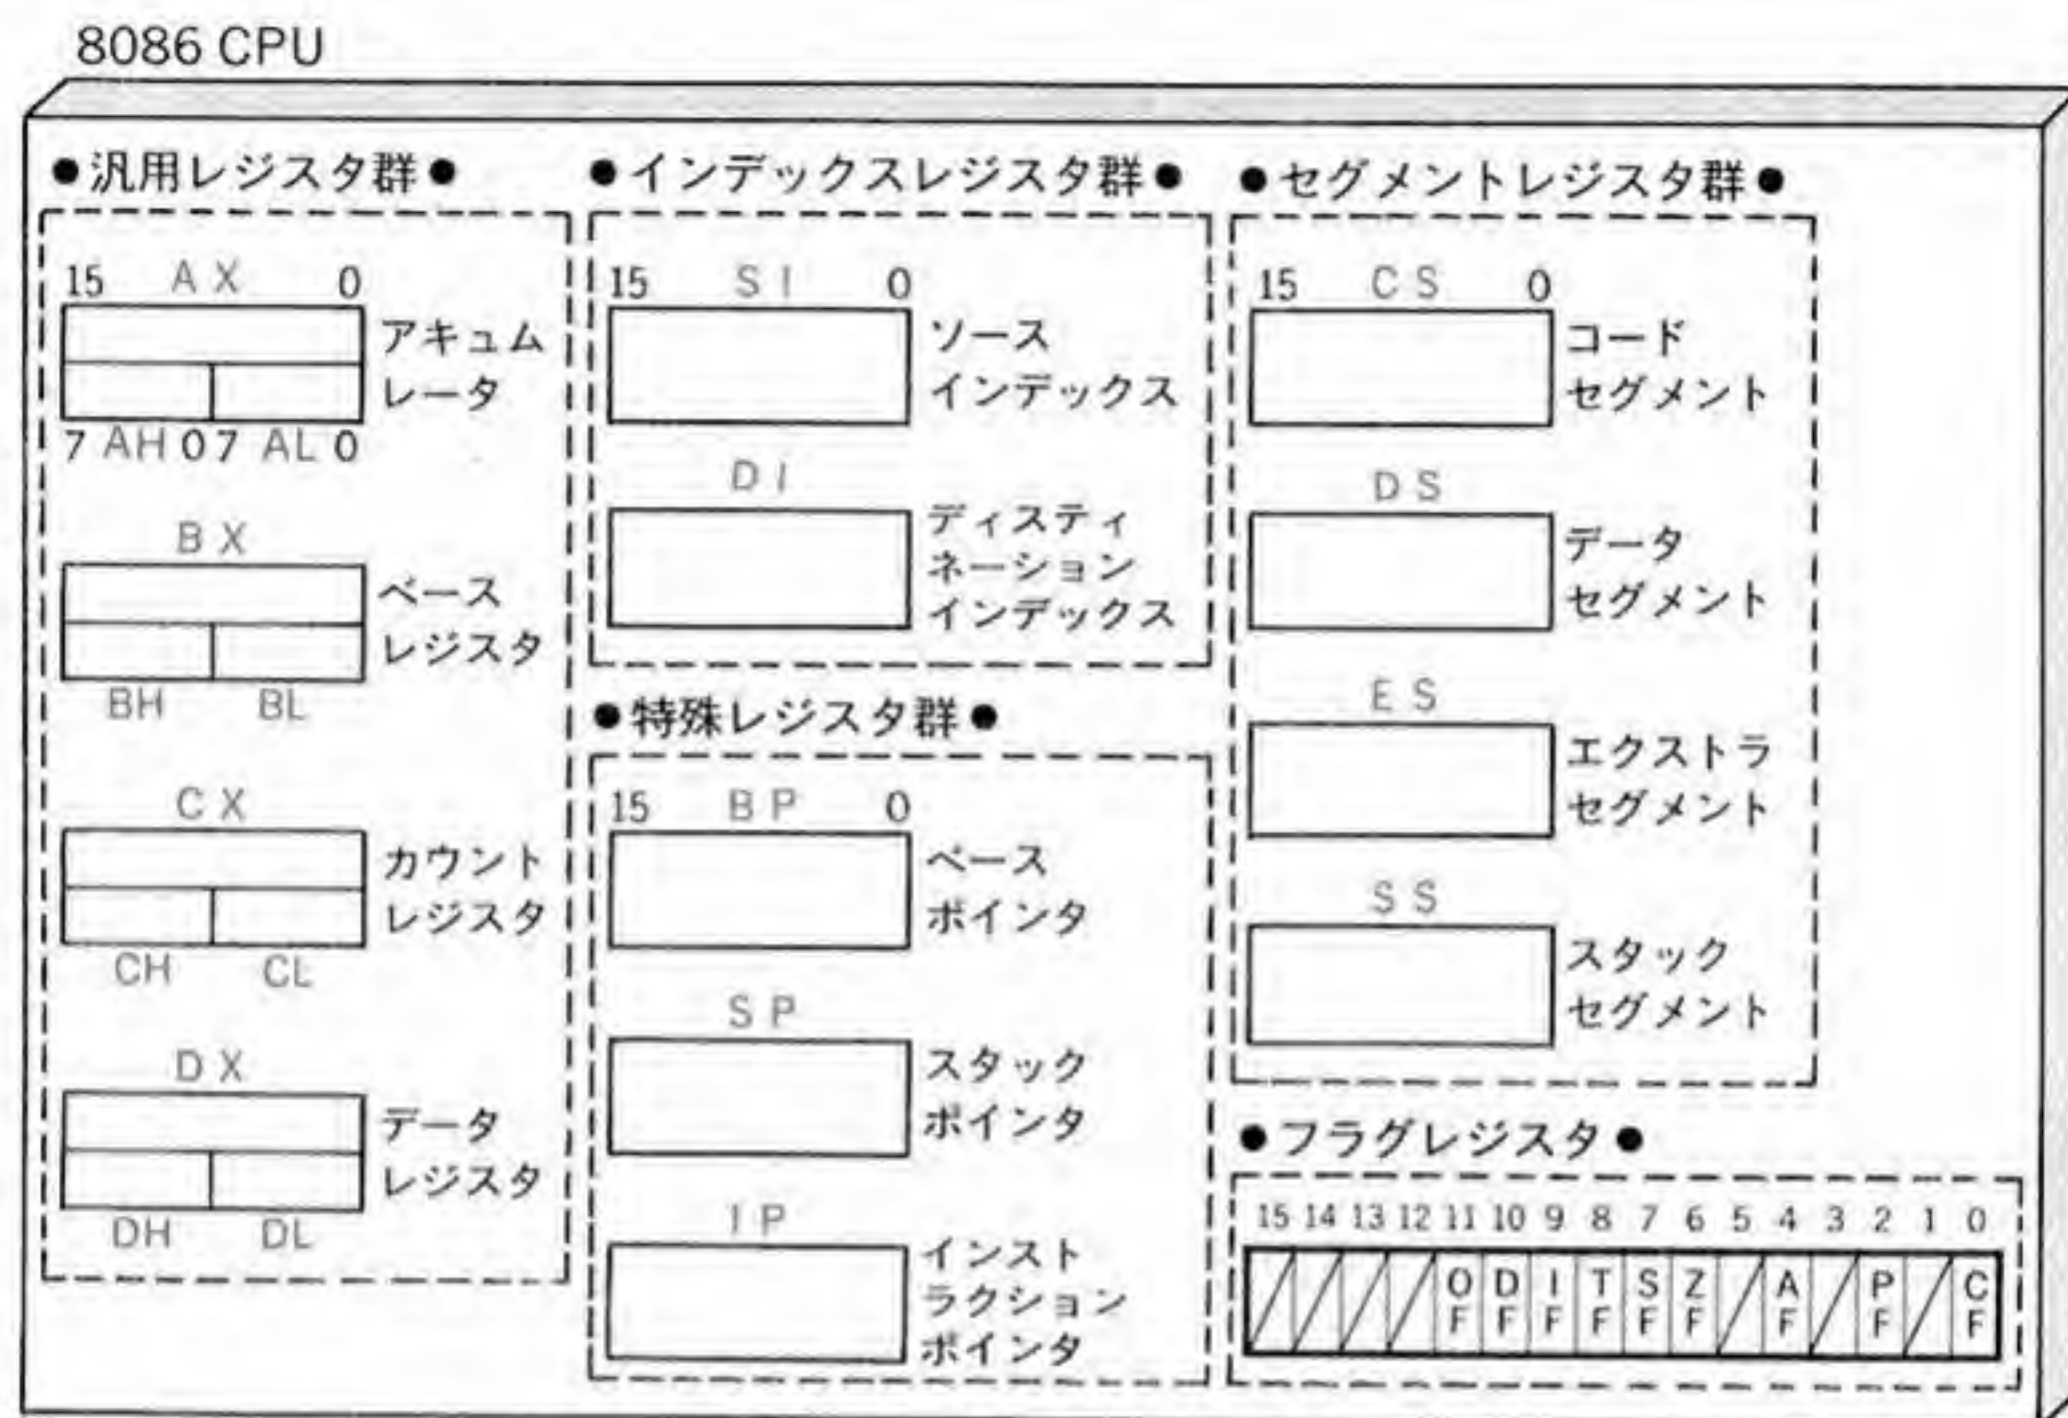 8086 CPU
●汎用レジスタ群●
15 AX 0
アキュム
レータ
7 AH 0 7 AL 0
BX
ベース
レジスタ
BH BL
CX
カウント
レジスタ
CH CL
DX
データ
レジスタ
DH DL
●インデックスレジスタ群●
15 SI 0
ソース
インデックス
DI
ディスティ
ネーション
インデックス
●特殊レジスタ群●
15 BP 0
ベース
ポインタ
SP
スタック
ポインタ
IP
インスト
ラクション
ポインタ
●セグメントレジスタ群●
15 CS 0
コード
セグメント
DS
データ
セグメント
ES
エクストラ
セグメント
SS
スタック
セグメント
●フラグレジスタ●
15 14 13 12 11 10 9 8 7 6 5 4 3 2 1 0
OF DF IF TF SF ZF AF PF CF